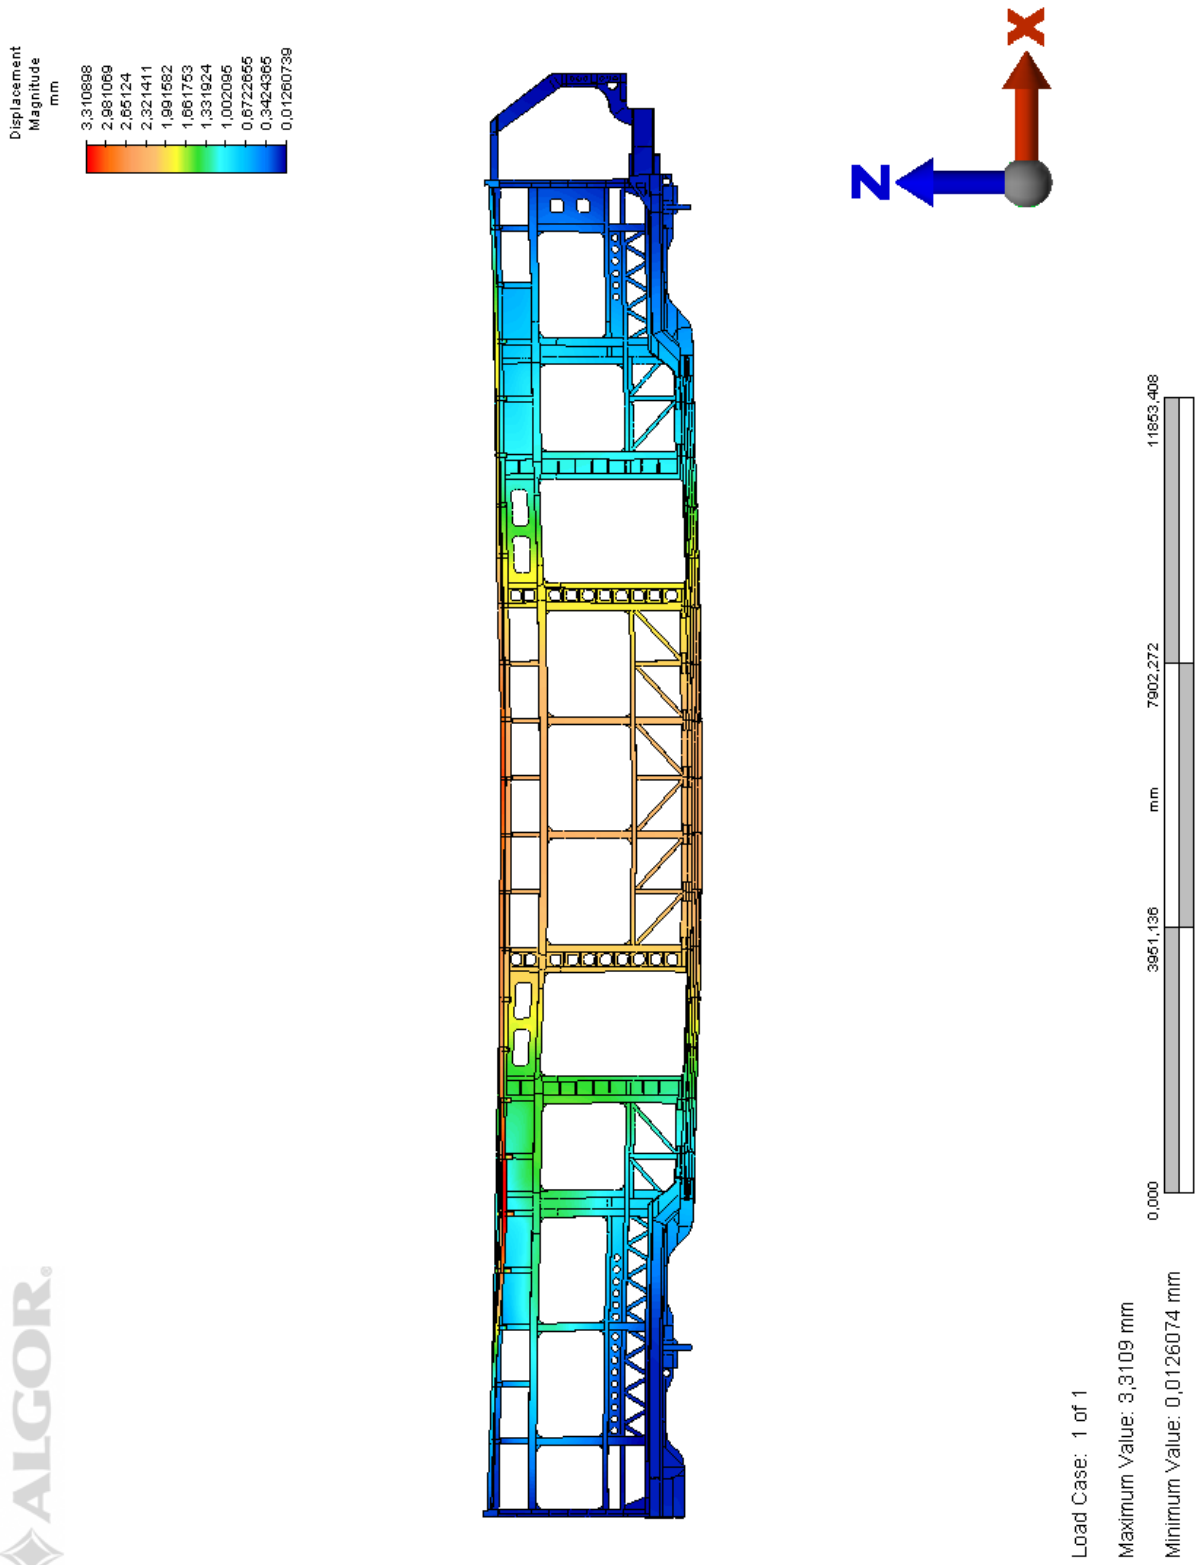 Displacement
Magnitude
mm
3,310898
2,981069
2,65124
2,321411
1,991582
1,661753
1,331924
1,002095
0,6722655
0,3424365
0,01260739
X
Z
ALGOR®
0,000
3951,136
mm
7902,272
11853,408
Load Case: 1 of 1
Maximum Value: 3,3109 mm
Minimum Value: 0,0126074 mm